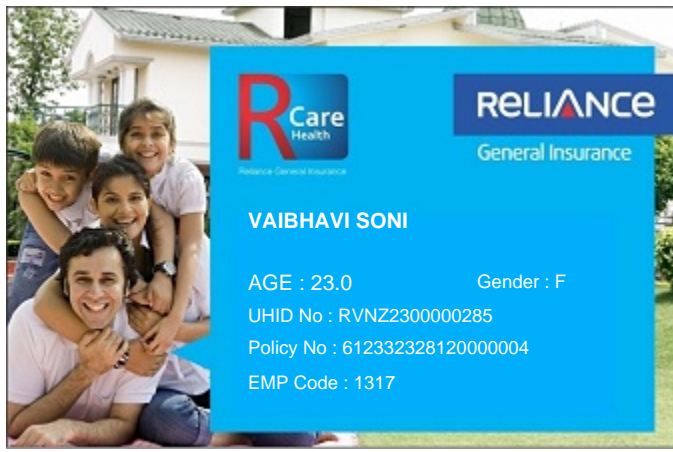 R Care
Health
Reliance General Insurance
RELIANCE
General Insurance
VAIBHAVI SONI
AGE : 23.0 Gender : F
UHID No : RVNZ2300000285
Policy No : 612332328120000004
EMP Code : 1317